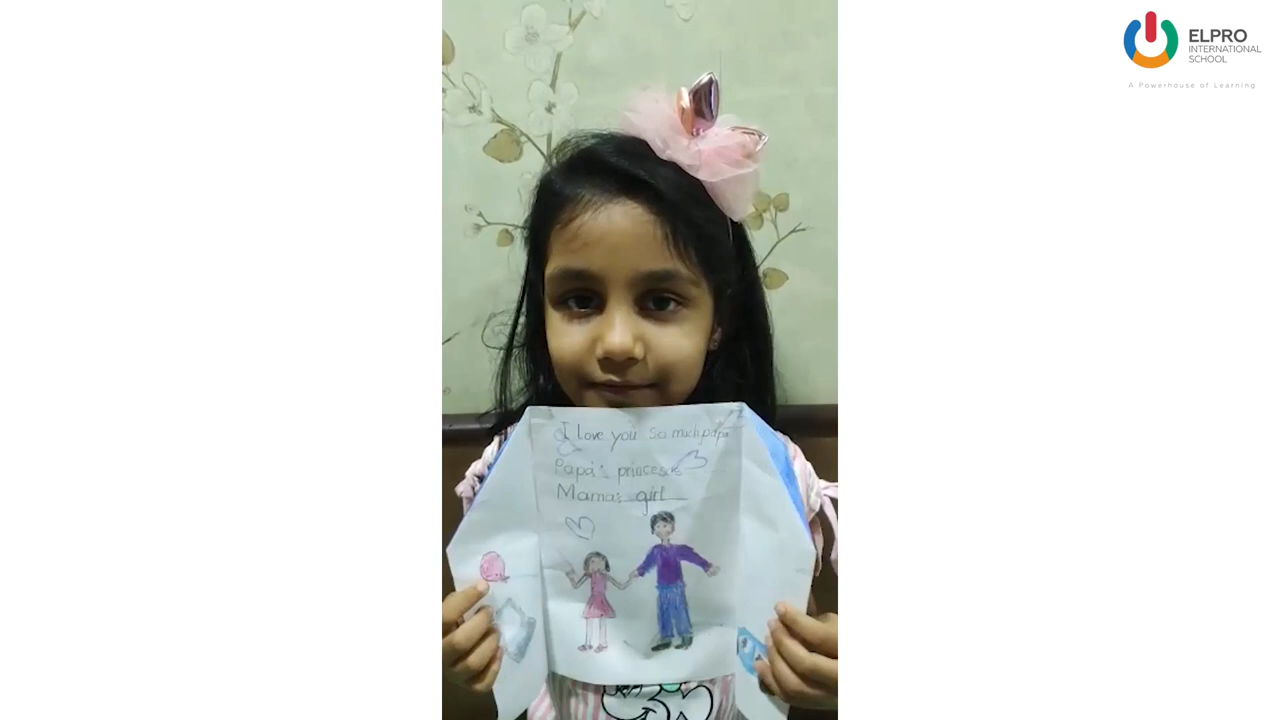 I love you so much papa
Papa's princess
Mama's girl
ELPRO
INTERNATIONAL
SCHOOL
A Powerhouse of Learning